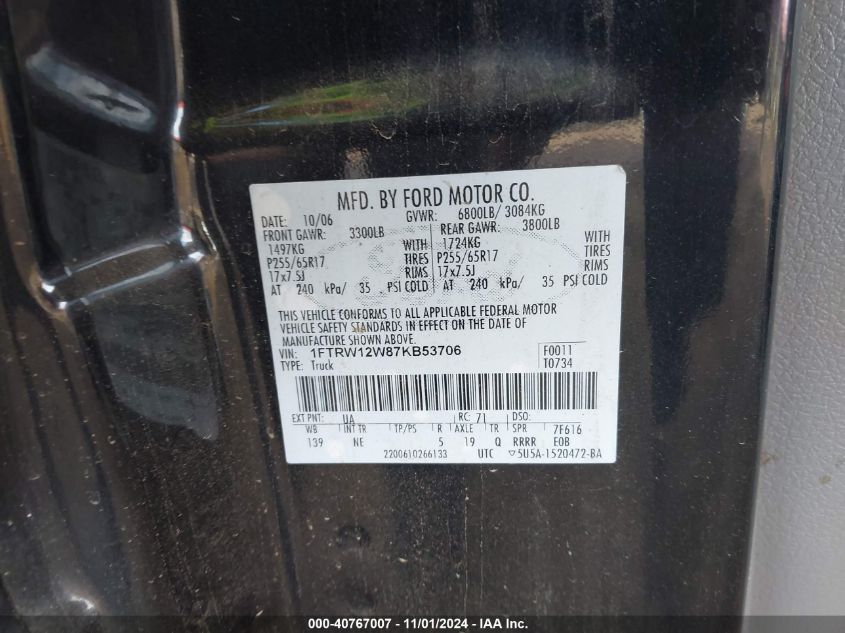 MFD. BY FORD MOTOR CO.
DATE: 10/06 GVWR: 6800LB/ 3084KG
FRONT GAWR: 3300LB REAR GAWR: 3800LB
1497KG WITH 1724KG WITH
P255/65R17 TIRES P255/65R17 TIRES
17x7.5J RIMS 17x7.5J RIMS
AT 240 kPa/ 35 PSI COLD AT 240 kPa/ 35 PSI COLD
THIS VEHICLE CONFORMS TO ALL APPLICABLE FEDERAL MOTOR
VEHICLE SAFETY STANDARDS IN EFFECT ON THE DATE OF
MANUFACTURE SHOWN ABOVE.
VIN: 1FTRW12W87KB53706 F0011
TYPE: Truck T0734
EXT PNT: UA RC: 71 DSO:
WB INT TR TP/PS R AXLE TR SPR 7F616
139 NE 5 19 Q RRRR EOB
2200610266133 UTC ▽5U5A-1520472-BA
000-40767007 - 11/01/2024 - IAA Inc.